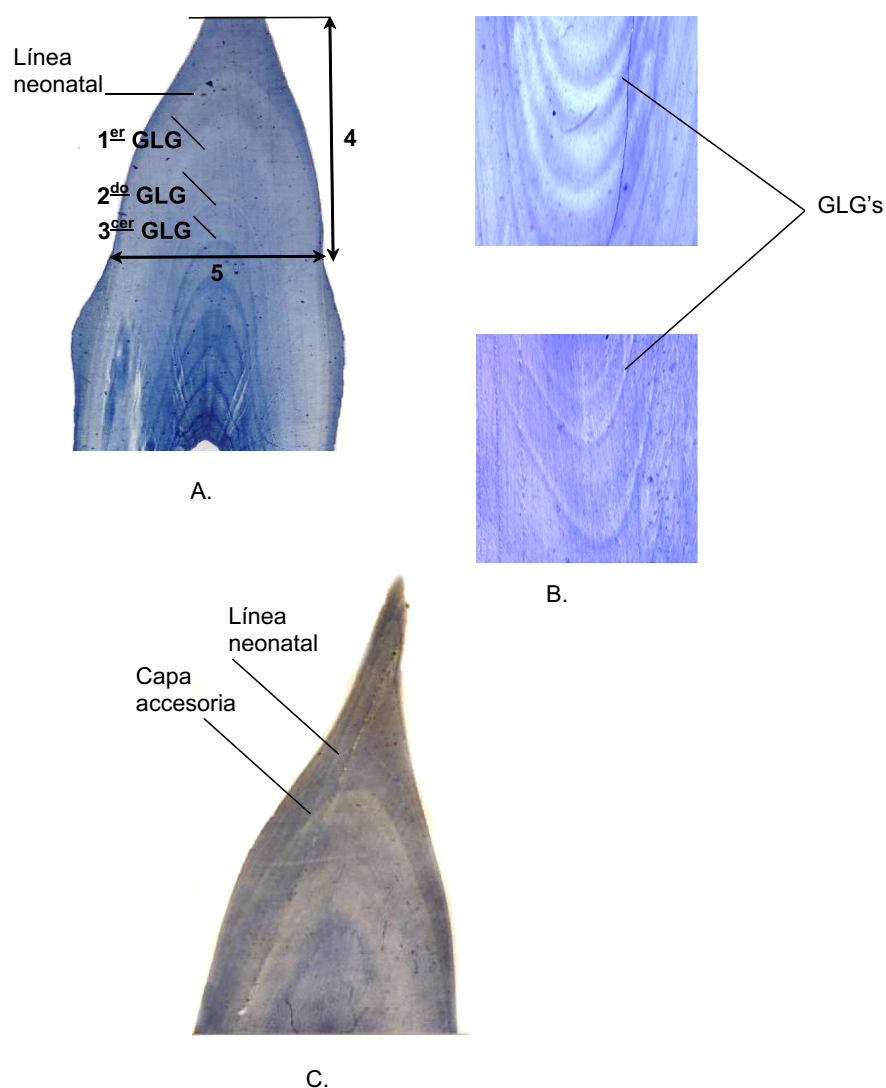 Línea
neonatal
1er GLG
2do GLG
3cer GLG
4
5
A.
GLG's
B.
Línea
neonatal
Capa
accesoria
C.